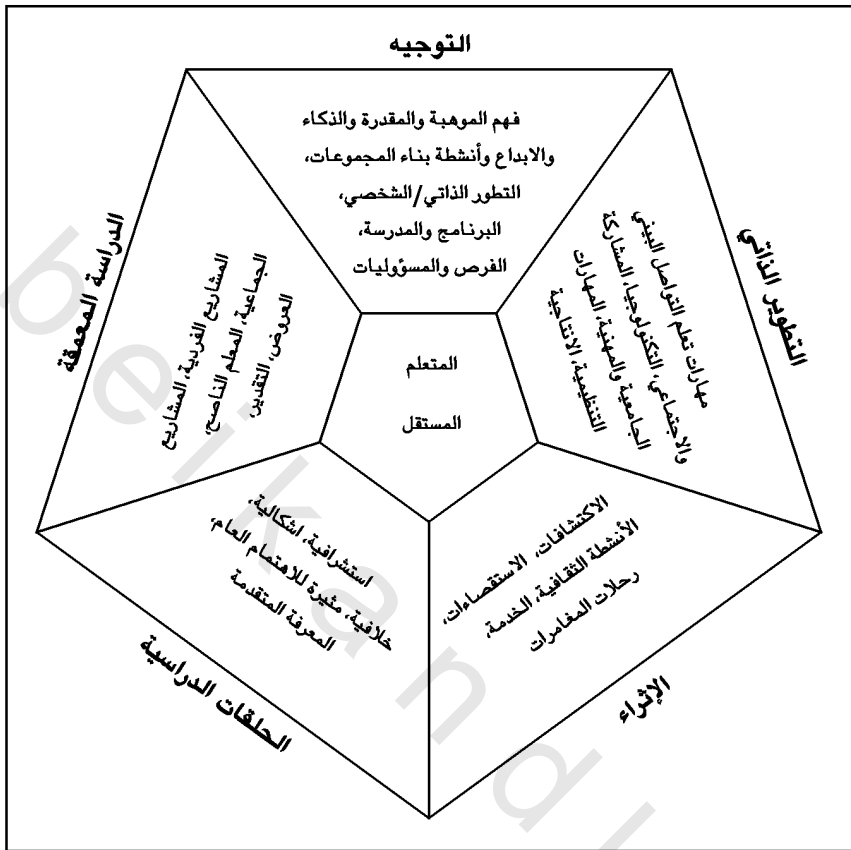 التوجيه
فهم الموهبة والمقدرة والذكاء
والابداع وأنشطة بناء المجموعات،
التطور الذاتي/الشخصي،
البرنامج والمدرسة،
الفرص والمسؤوليات
التطوير الذاتي
مهارات تعلم التواصل البيني
والاجتماعي، التكنولوجيا، المشاركة
الجامعية والمهنية، المهارات
التنظيمية، الانتاجية
الإثراء
الاكتشافات، الاستقصاءات،
الأنشطة الثقافية، الخدمة،
رحلات المغامرات
الحلقات الدراسية
استشرافية، اشكالية،
خلافية، مثيرة للاهتمام العام،
المعرفة المتقدمة
الدراسة المعمقة
المشاريع الفردية، المشاريع
الجماعية، المعلم الناصح،
العروض، التقدير،
المتعلم
المستقل
beikandl